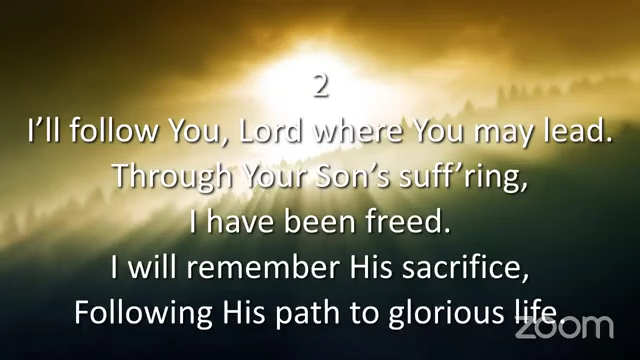 2
I'll follow You, Lord where You may lead.
Through Your Son's suff'ring,
I have been freed.
I will remember His sacrifice,
Following His path to glorious life.
zoom